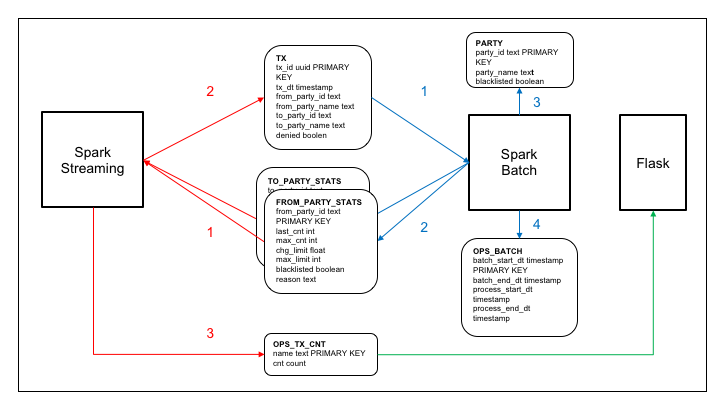 PARTY
party_id text PRIMARY
KEY
party_name text
blacklisted boolean
TX
tx_id uuid PRIMARY
KEY
tx_dt timestamp
from_party_id text
from_party_name text
to_party_id text
to_party_name text
denied boolen
2
1
3
Spark
Streaming
Spark
Batch
Flask
TO_PARTY_STATS
FROM_PARTY_STATS
from_party_id text
PRIMARY KEY
last_cnt int
max_cnt int
chg_limit float
max_limit int
blacklisted boolean
reason text
1
2
4
OPS_BATCH
batch_start_dt timestamp
PRIMARY KEY
batch_end_dt timestamp
process_start_dt
timestamp
process_end_dt
timestamp
3
OPS_TX_CNT
name text PRIMARY KEY
cnt count